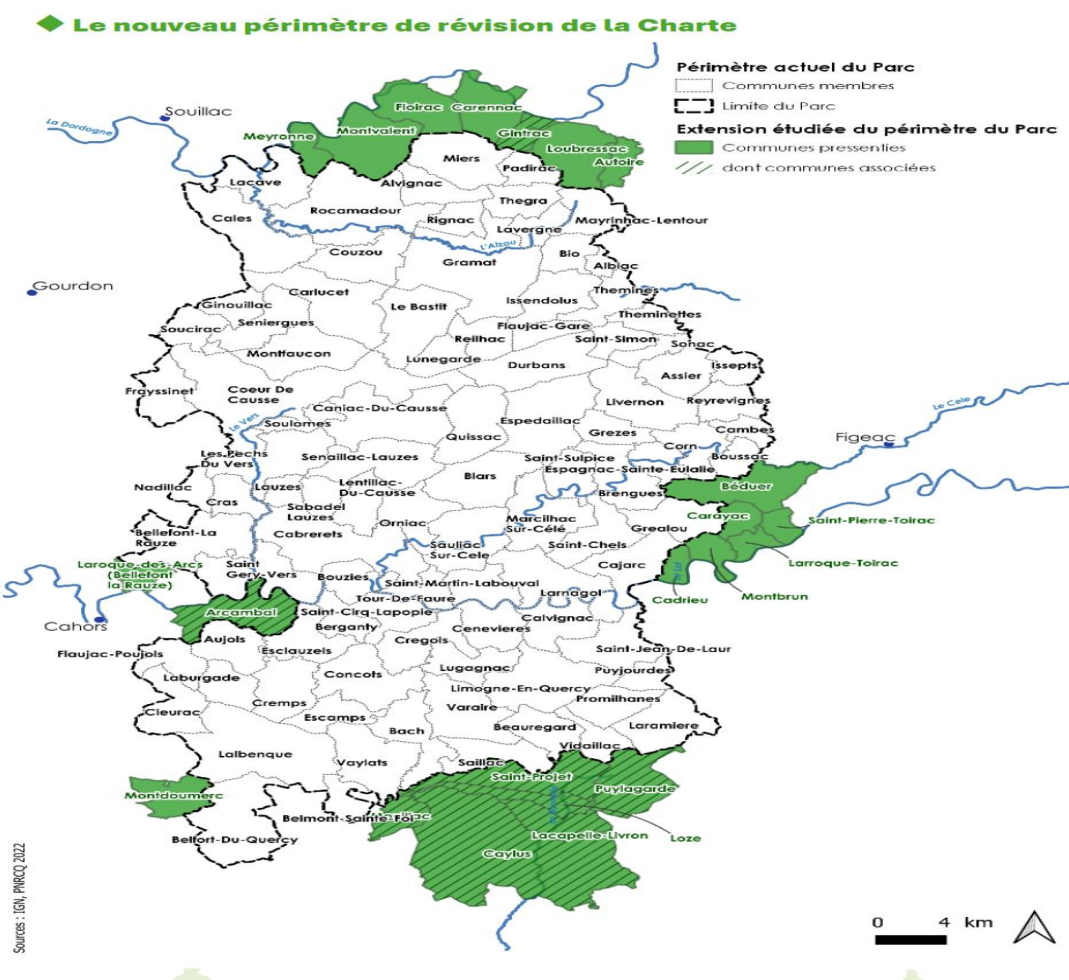 Le nouveau périmètre de révision de la Charte
Périmètre actuel du Parc
Communes membres
Limite du Parc
Extension étudiée du périmètre du Parc
Communes pressenties
dont communes associées
La Dordogne
Souillac
Meyronne
Montvalent
Floirac
Carennac
Gintrac
Loubressac
Autoire
Miers
Padirac
Lacave
Alvignac
Thegra
Rocamadour
Cales
Rignac
Lavergne
Mayrinhac-Lentour
L'Alzou
Couzou
Gramat
Bio
Albiac
Gourdon
Carlucet
Themines
Ginouillac
Le Bastit
Issendolus
Theminettes
Soucirac
Seniergues
Flaujac-Gare
Reilhac
Saint-Simon
Sonac
Montfaucon
Lunegarde
Durbans
Issepts
Assier
Frayssinet
Coeur De
Causse
Livernon
Reyrevignes
Le Cele
Caniac-Du-Causse
Le Vers
Soulomes
Espedaillac
Grezes
Cambes
Quissac
Figeac
Corn
Boussac
Les Pechs
Du Vers
Senaillac-Lauzes
Saint-Sulpice
Espagnac-Sainte-Eulalie
Blars
Nadillac
Lauzes
Lentillac-
Du-Causse
Brengues
Béduer
Cras
Sabadel
Lauzes
Orniac
Marcilhac
Sur-Célé
Grealou
Carayac
Saint-Pierre-Toirac
Bellefont-La
Rauze
Cabrerets
Sauliac
Sur-Cele
Saint-Chels
Laroque-des-Arcs
(Bellefont
la Rauze)
Saint
Gery-Vers
Bouzies
Cajarc
Larroque-Toirac
Saint-Martin-Labouval
Larnagol
Le Lot
Cadrieu
Montbrun
Tour-De-Faure
Arcambal
Saint-Cirq-Lapopie
Calvignac
Cahors
Berganty
Cenevieres
Aujols
Cregols
Flaujac-Poujols
Esclauzels
Saint-Jean-De-Laur
Laburgade
Concots
Lugagnac
Puyjourdes
Limogne-En-Quercy
Promilhanes
Cremps
Varaire
Cieurac
Escamps
Bach
Beauregard
Laramiere
Vidaillac
Lalbenque
Vaylats
Saillac
Saint-Projet
Puylagarde
Montdoumerc
Belmont-Sainte-Foi
Belfort-Du-Quercy
Lacapelle-Livron
Loze
Caylus
Sources : IGN, PNRCQ 2022
0 4 km